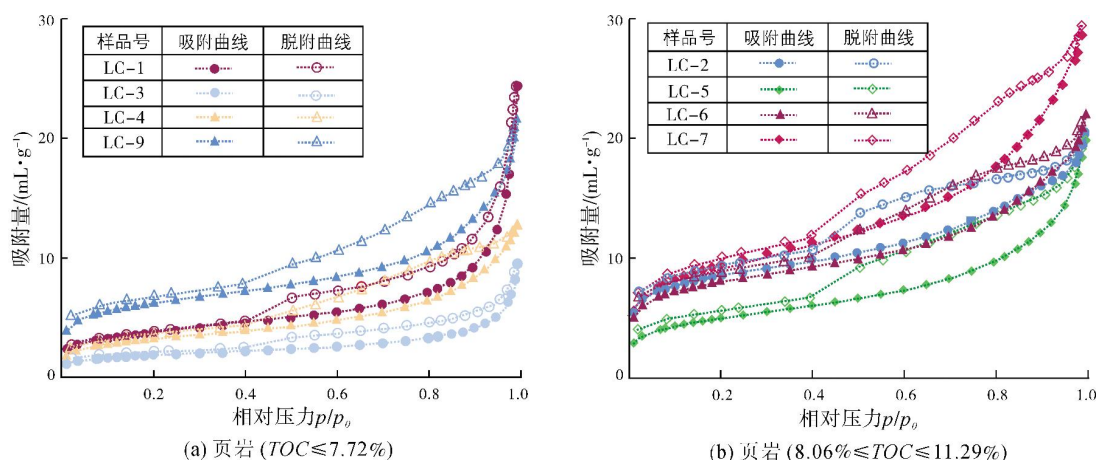 样品号 吸附曲线 脱附曲线
LC-1
LC-3
LC-4
LC-9
30
20
10
0
0.2 0.4 0.6 0.8 1.0
吸附量/(mL·g⁻¹)
相对压力p/p₀
(a) 页岩 (TOC≤7.72%)
样品号 吸附曲线 脱附曲线
LC-2
LC-5
LC-6
LC-7
30
20
10
0
0.2 0.4 0.6 0.8 1.0
吸附量/(mL·g⁻¹)
相对压力p/p₀
(b) 页岩 (8.06%≤TOC≤11.29%)